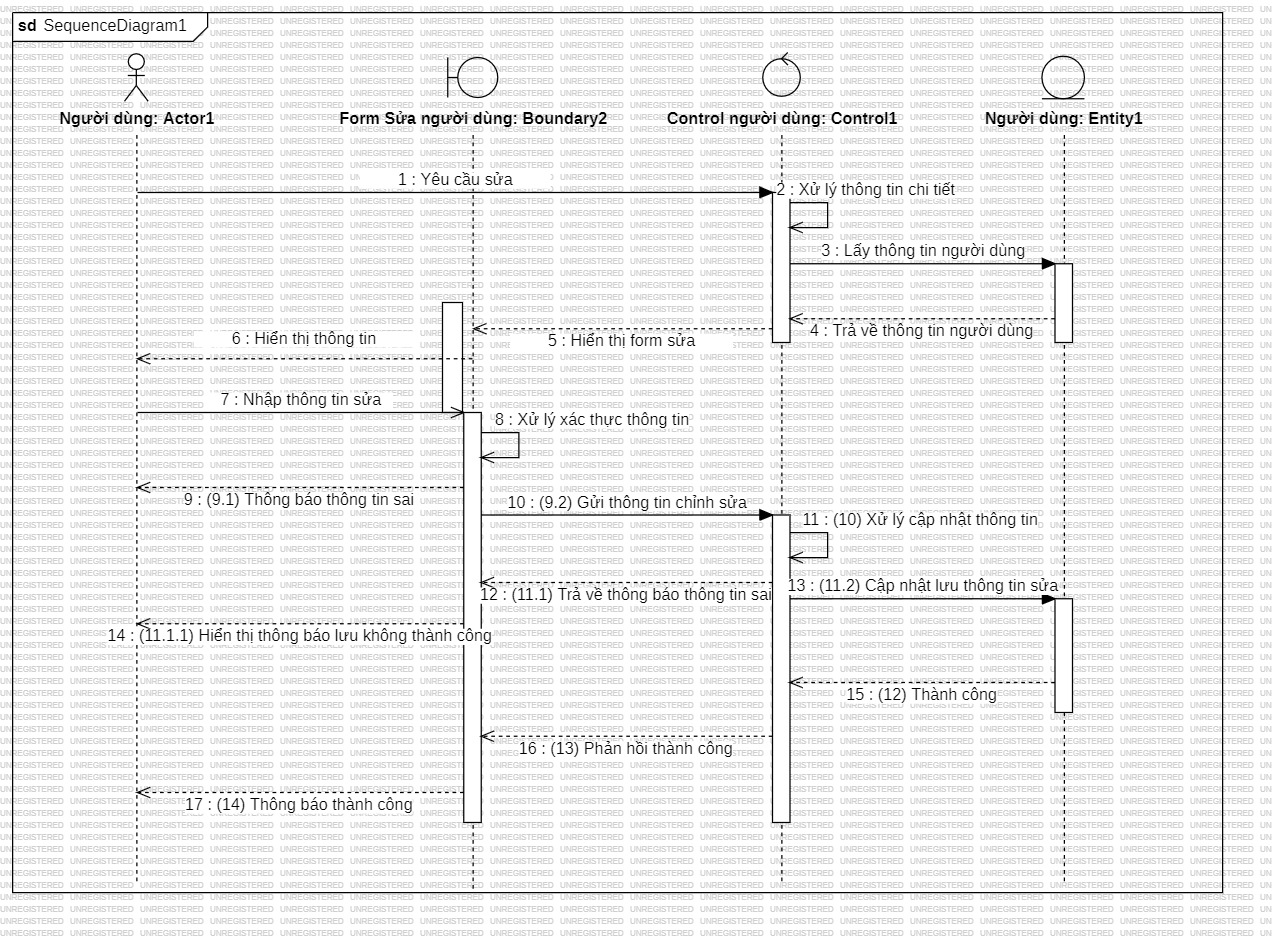 sd SequenceDiagram1
Người dùng: Actor1
Form Sửa người dùng: Boundary2
Control người dùng: Control1
Người dùng: Entity1
1 : Yêu cầu sửa
2 : Xử lý thông tin chi tiết
3 : Lấy thông tin người dùng
4 : Trả về thông tin người dùng
5 : Hiển thị form sửa
6 : Hiển thị thông tin
7 : Nhập thông tin sửa
8 : Xử lý xác thực thông tin
9 : (9.1) Thông báo thông tin sai
10 : (9.2) Gửi thông tin chỉnh sửa
11 : (10) Xử lý cập nhật thông tin
12 : (11.1) Trả về thông báo thông tin sai
13 : (11.2) Cập nhật lưu thông tin sửa
14 : (11.1.1) Hiển thị thông báo lưu không thành công
15 : (12) Thành công
16 : (13) Phản hồi thành công
17 : (14) Thông báo thành công
UNREGISTERED